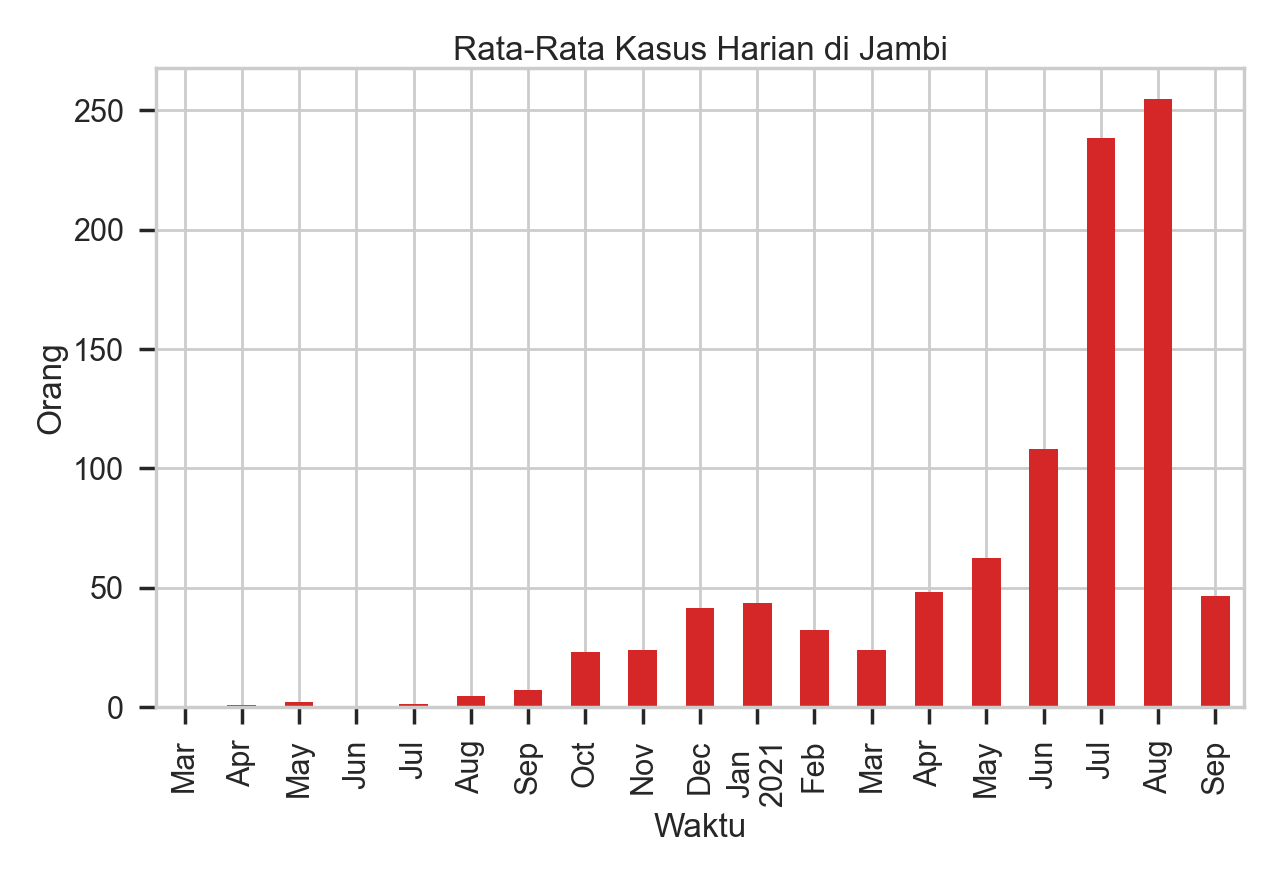 Rata-Rata Kasus Harian di Jambi
Orang
250
200
150
100
50
0
Mar
Apr
May
Jun
Jul
Aug
Sep
Oct
Nov
Dec
Jan
2021
Feb
Mar
Apr
May
Jun
Jul
Aug
Sep
Waktu